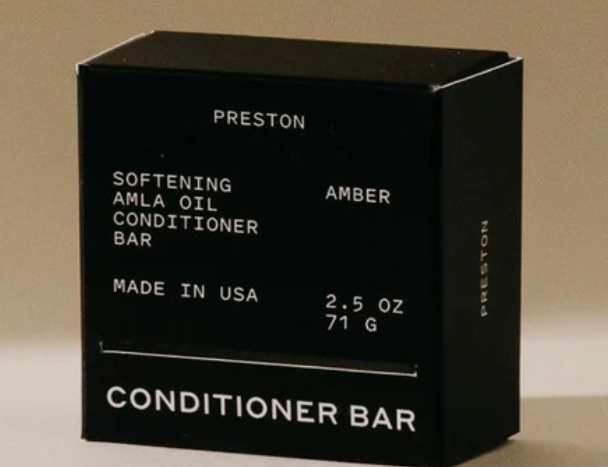 PRESTON
SOFTENING
AMLA OIL
CONDITIONER
BAR
AMBER
MADE IN USA
2.5 OZ
71 G
CONDITIONER BAR
PRESTON